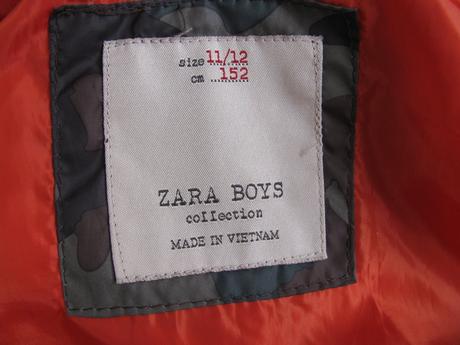 size 11/12
cm 152
ZARA BOYS
collection
MADE IN VIETNAM